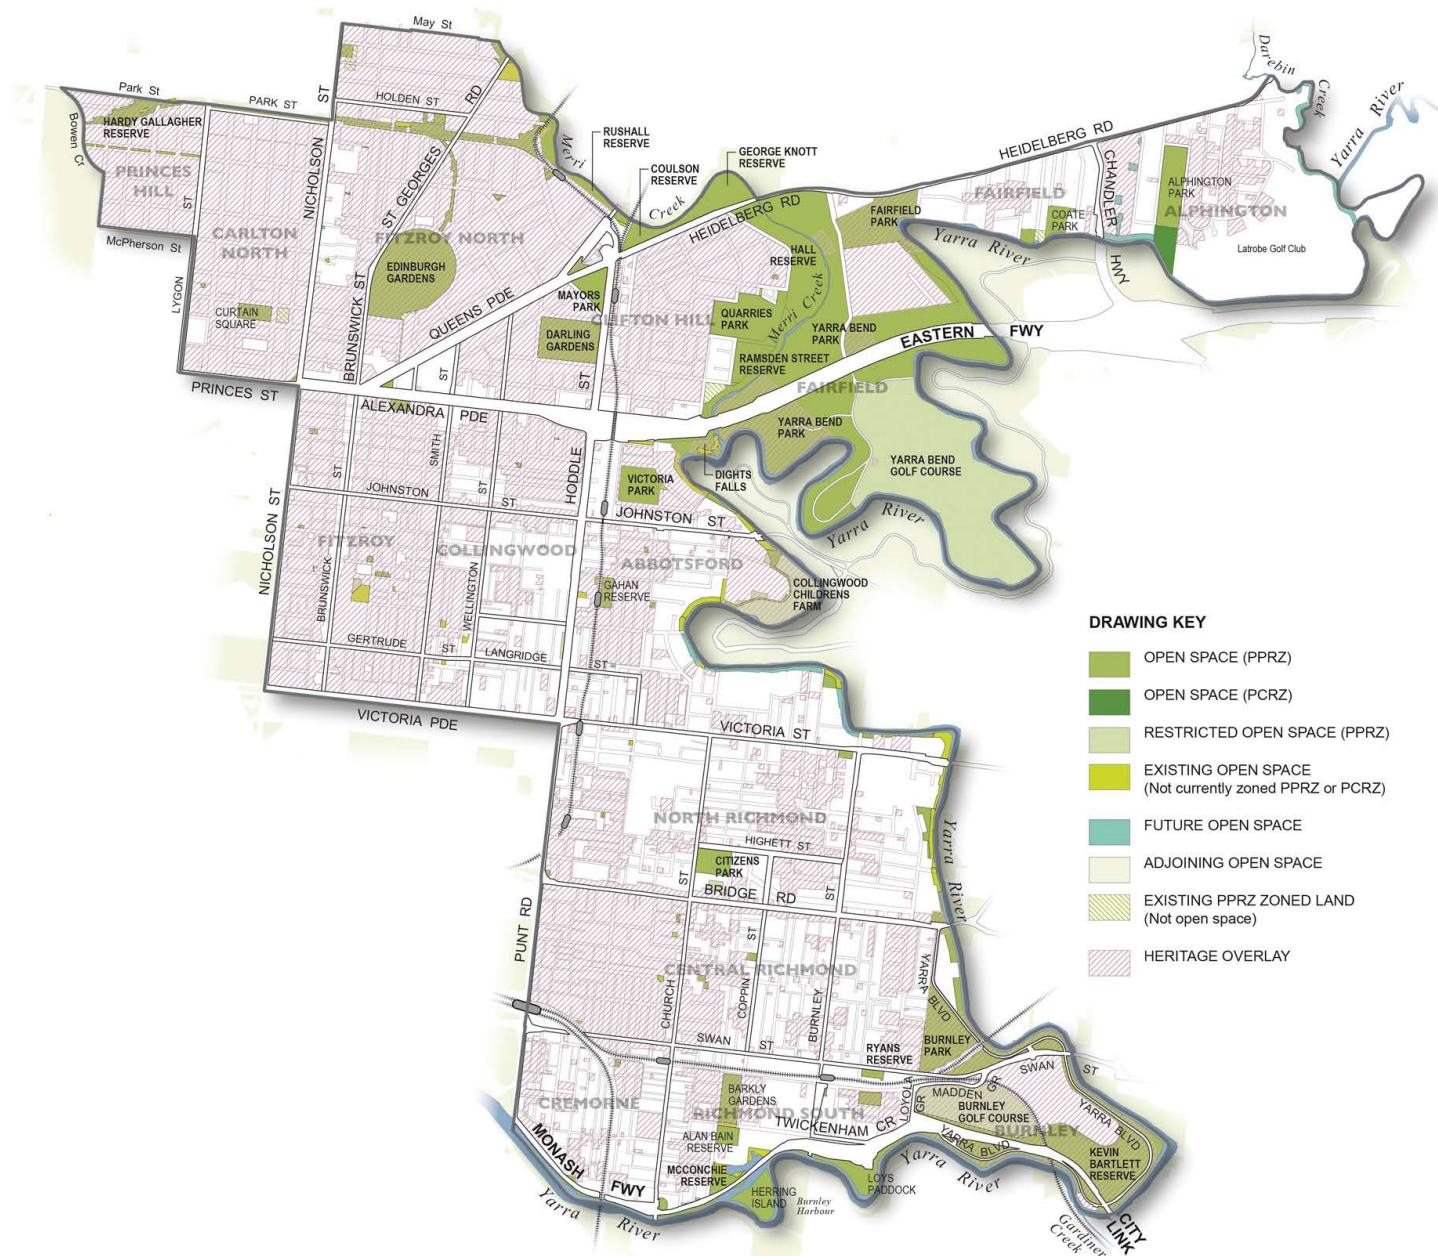 May St
Park St
PARK ST
HOLDEN ST
RD
ST
HARDY GALLAGHER
RESERVE
Bowen Cr
PRINCES
HILL
ST
NICHOLSON
ST GEORGES
McPherson St
CARLTON
NORTH
FITZROY NORTH
EDINBURGH
GARDENS
LYGON
CURTAIN
SQUARE
BRUNSWICK ST
QUEENS PDE
PRINCES ST
Merri
Creek
RUSHALL
RESERVE
COULSON
RESERVE
GEORGE KNOTT
RESERVE
HEIDELBERG RD
HEIDELBERG RD
Darebin
Creek
Yarra River
CHANDLER
HWY
FAIRFIELD
FAIRFIELD
PARK
COATE
PARK
ALPHINGTON
PARK
ALPHINGTON
Latrobe Golf Club
Yarra River
HALL
RESERVE
MAYORS
PARK
CLIFTON HILL
DARLING
GARDENS
QUARRIES
PARK
Merri Creek
YARRA BEND
PARK
RAMSDEN STREET
RESERVE
EASTERN FWY
FAIRFIELD
ST
ST
ALEXANDRA PDE
YARRA BEND
PARK
YARRA BEND
GOLF COURSE
DIGHTS
FALLS
VICTORIA
PARK
HODDLE
SMITH
ST
ST
JOHNSTON
ST
JOHNSTON ST
Yarra River
NICHOLSON ST
FITZROY
COLLINGWOOD
ABBOTSFORD
BRUNSWICK
WELLINGTON
GAHAN
RESERVE
COLLINGWOOD
CHILDRENS
FARM
GERTRUDE
ST
LANGRIDGE
ST
VICTORIA PDE
VICTORIA ST
DRAWING KEY
OPEN SPACE (PPRZ)
OPEN SPACE (PCRZ)
RESTRICTED OPEN SPACE (PPRZ)
EXISTING OPEN SPACE
(Not currently zoned PPRZ or PCRZ)
FUTURE OPEN SPACE
ADJOINING OPEN SPACE
EXISTING PPRZ ZONED LAND
(Not open space)
HERITAGE OVERLAY
NORTH RICHMOND
HIGHETT ST
CITIZENS
PARK
ST
BRIDGE RD
ST
Yarra River
PUNT RD
ST
CENTRAL RICHMOND
CHURCH
COPPIN
BURNLEY
YARRA BLVD
SWAN
ST
RYANS
RESERVE
BURNLEY
PARK
SWAN
ST
CREMORNE
BARKLY
GARDENS
RICHMOND SOUTH
LOYOLA
GR
MADDEN
GR
BURNLEY
GOLF COURSE
BURNLEY
YARRA BLVD
TWICKENHAM CR
ALAN BAIN
RESERVE
MONASH
FWY
MCCONCHIE
RESERVE
YARRA BLVD
KEVIN
BARTLETT
RESERVE
Yarra River
HERRING
ISLAND
Burnley
Harbour
LOYS
PADDOCK
Yarra River
Gardiner
Creek
CITY
LINK